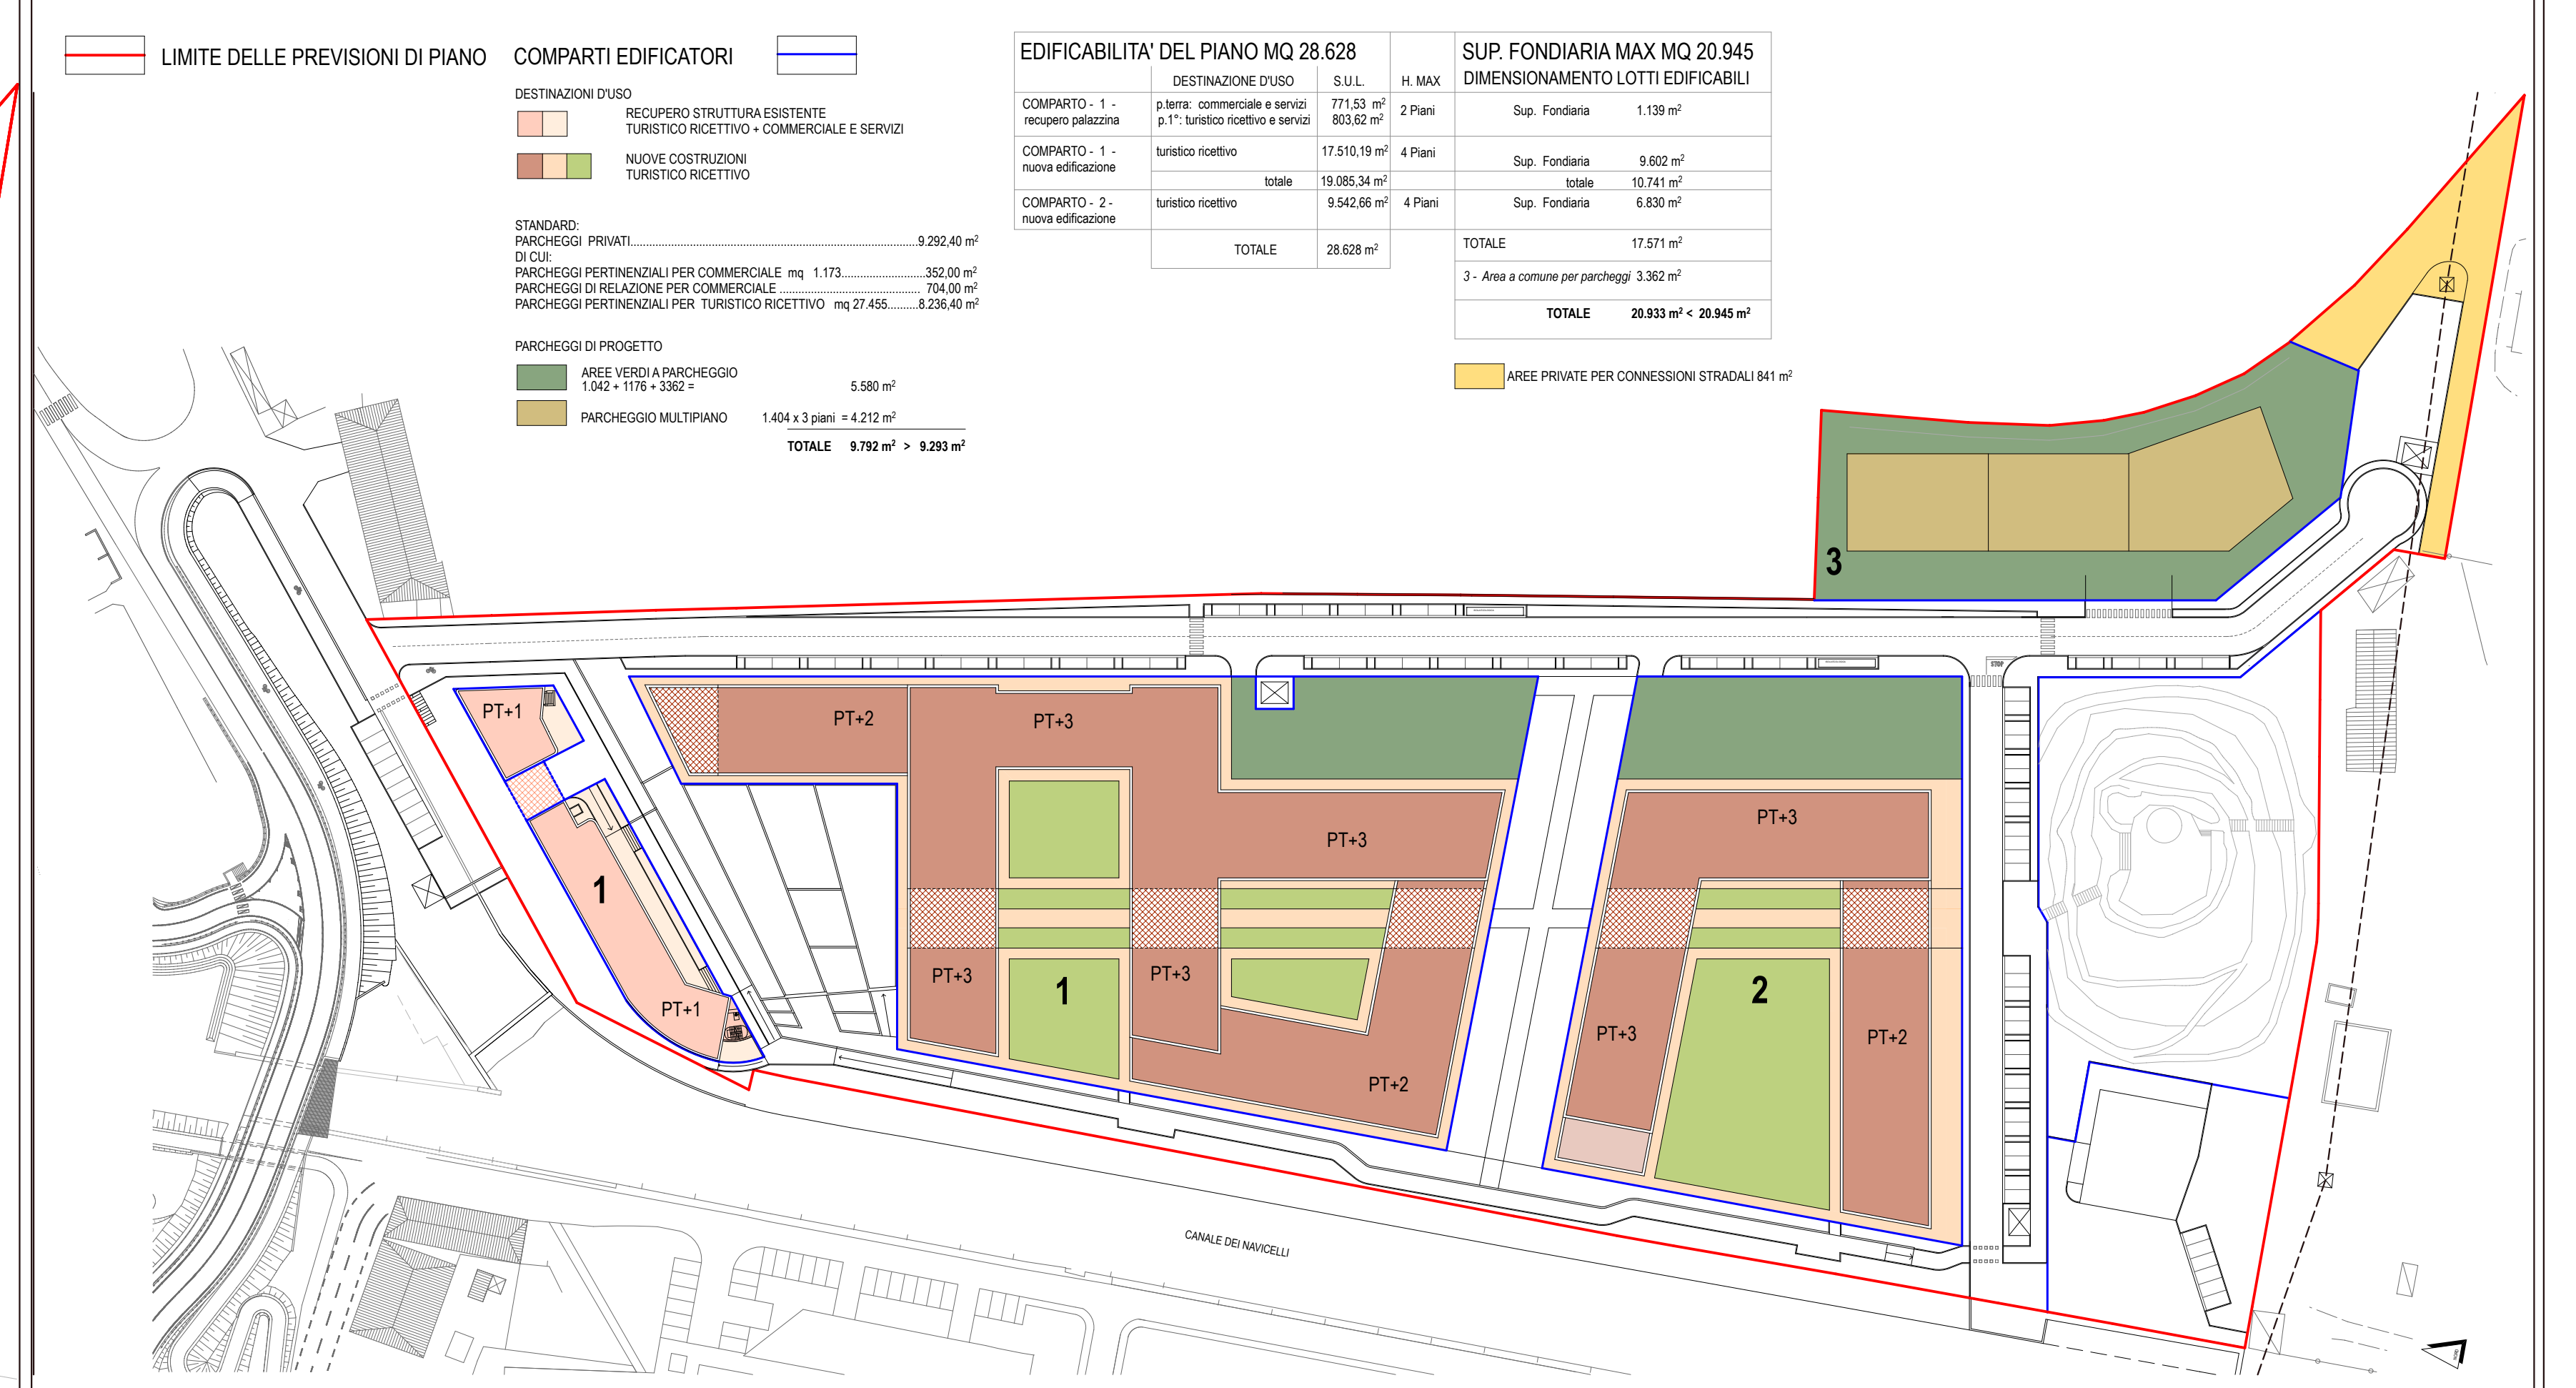 LIMITE DELLE PREVISIONI DI PIANO
COMPARTI EDIFICATORI
DESTINAZIONI D'USO
RECUPERO STRUTTURA ESISTENTE
TURISTICO RICETTIVO + COMMERCIALE E SERVIZI
NUOVE COSTRUZIONI
TURISTICO RICETTIVO
STANDARD:
PARCHEGGI PRIVATI............................................................................................9.292,40 m²
DI CUI:
PARCHEGGI PERTINENZIALI PER COMMERCIALE mq 1.173...........................352,00 m²
PARCHEGGI DI RELAZIONE PER COMMERCIALE ............................................. 704,00 m²
PARCHEGGI PERTINENZIALI PER TURISTICO RICETTIVO mq 27.455..........8.236,40 m²
PARCHEGGI DI PROGETTO
AREE VERDI A PARCHEGGIO
1.042 + 1176 + 3362 = 5.580 m²
PARCHEGGIO MULTIPIANO 1.404 x 3 piani = 4.212 m²
TOTALE 9.792 m² > 9.293 m²
EDIFICABILITA' DEL PIANO MQ 28.628
DESTINAZIONE D'USO S.U.L. H. MAX
COMPARTO - 1 - p.terra: commerciale e servizi 771,53 m² 2 Piani
recupero palazzina p.1°: turistico ricettivo e servizi 803,62 m²
COMPARTO - 1 - turistico ricettivo 17.510,19 m² 4 Piani
nuova edificazione
totale 19.085,34 m²
COMPARTO - 2 - turistico ricettivo 9.542,66 m² 4 Piani
nuova edificazione
TOTALE 28.628 m²
SUP. FONDIARIA MAX MQ 20.945
DIMENSIONAMENTO LOTTI EDIFICABILI
Sup. Fondiaria 1.139 m²
Sup. Fondiaria 9.602 m²
totale 10.741 m²
Sup. Fondiaria 6.830 m²
TOTALE 17.571 m²
3 - Area a comune per parcheggi 3.362 m²
TOTALE 20.933 m² < 20.945 m²
AREE PRIVATE PER CONNESSIONI STRADALI 841 m²
3
STOP
PT+1
PT+2
PT+3
PT+3
PT+3
1
PT+3
PT+3
1
2
PT+1
PT+3
PT+2
PT+2
CANALE DEI NAVICELLI